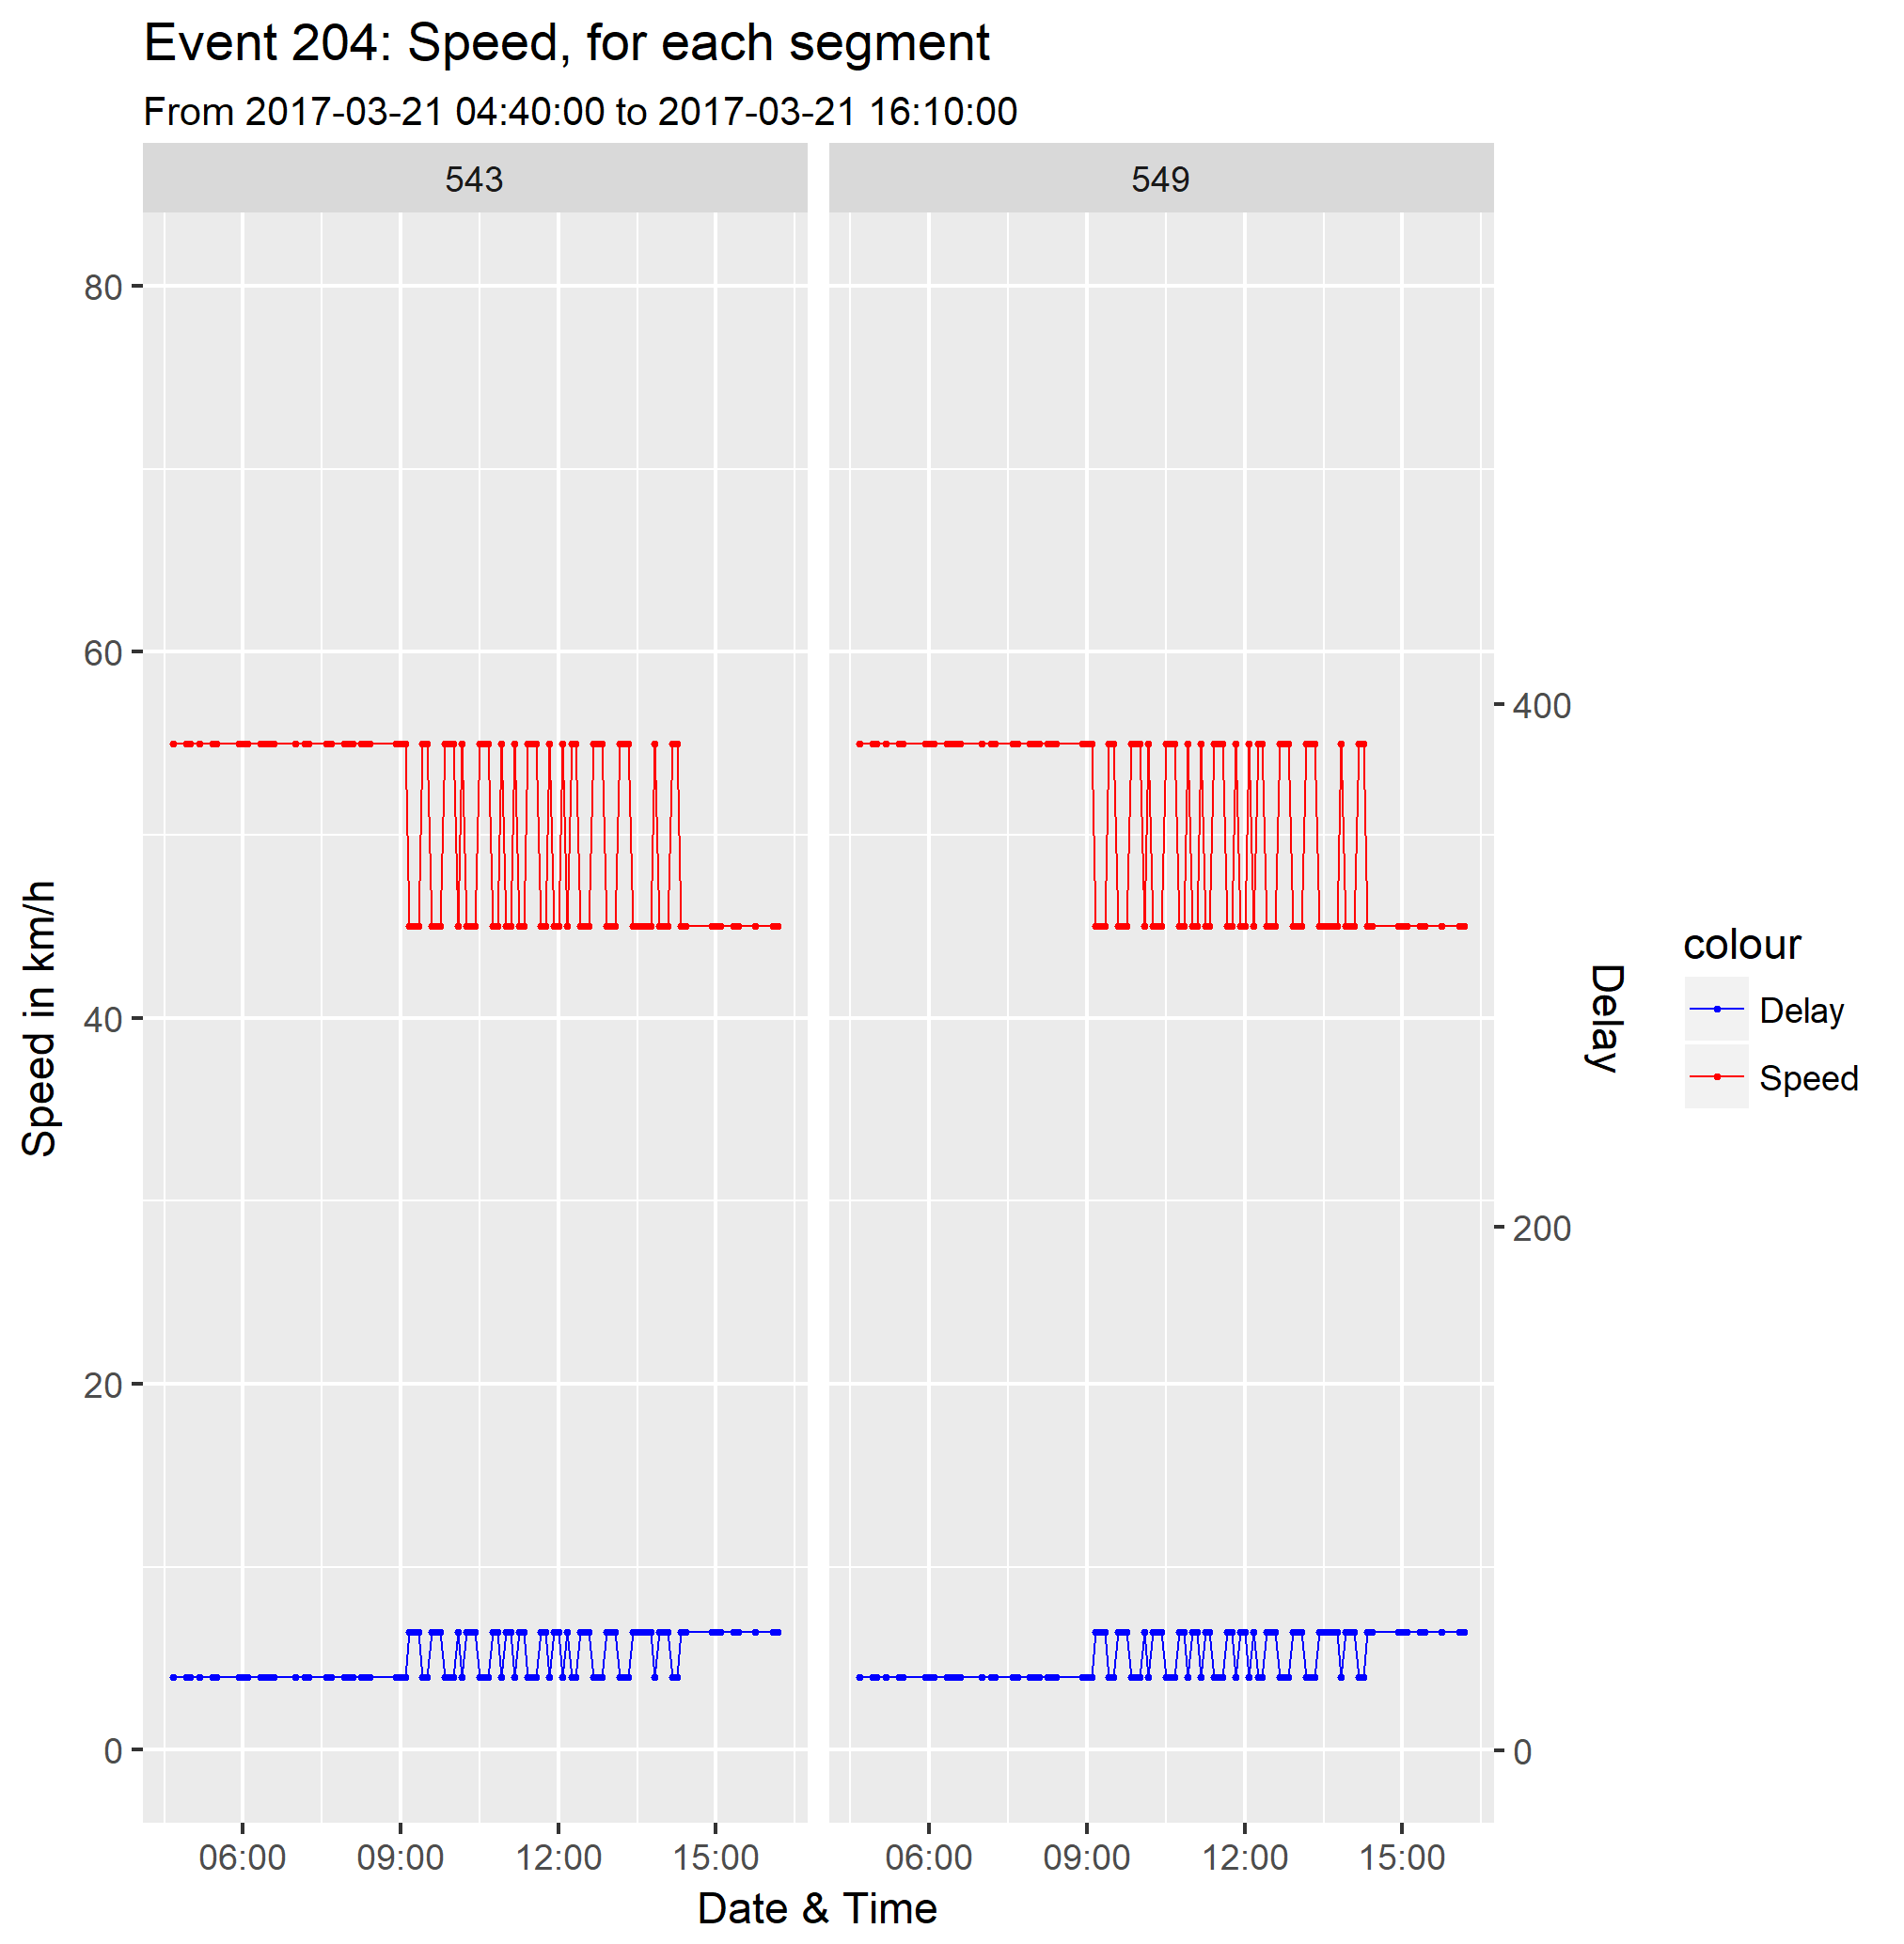 Event 204: Speed, for each segment
From 2017-03-21 04:40:00 to 2017-03-21 16:10:00
543
549
80
60
40
20
0
Speed in km/h
400
200
0
Delay
06:00 09:00 12:00 15:00
06:00 09:00 12:00 15:00
Date & Time
colour
Delay
Speed